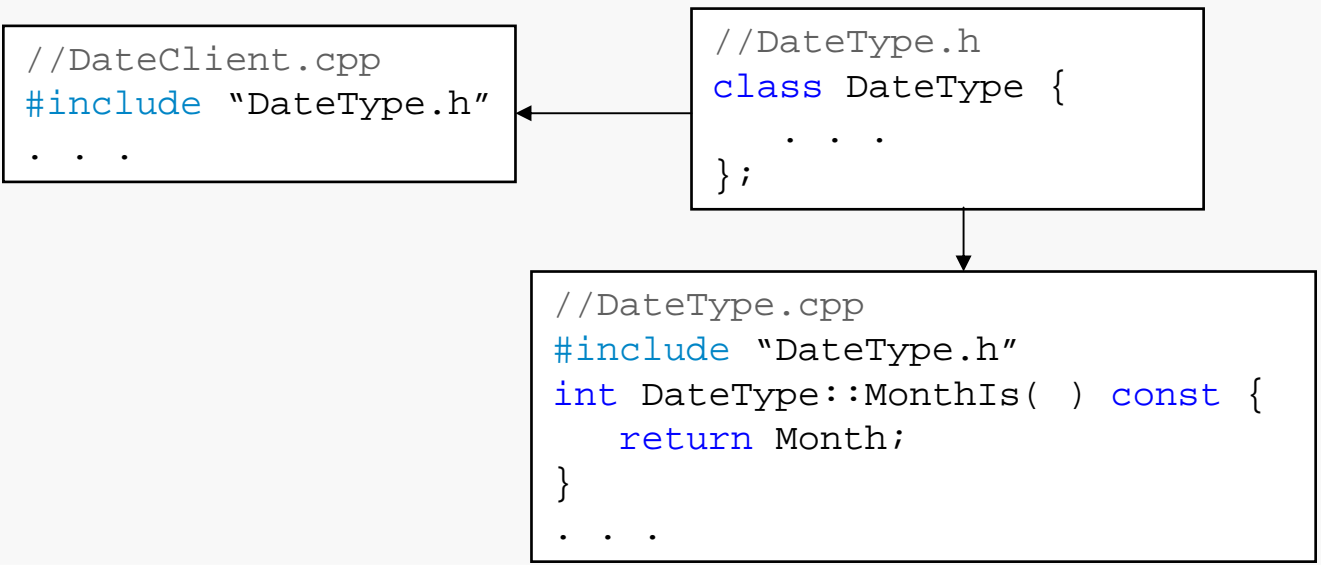 //DateClient.cpp
#include “DateType.h”
. . .
//DateType.h
class DateType {
. . .
};
//DateType.cpp
#include “DateType.h”
int DateType::MonthIs( ) const {
return Month;
}
. . .